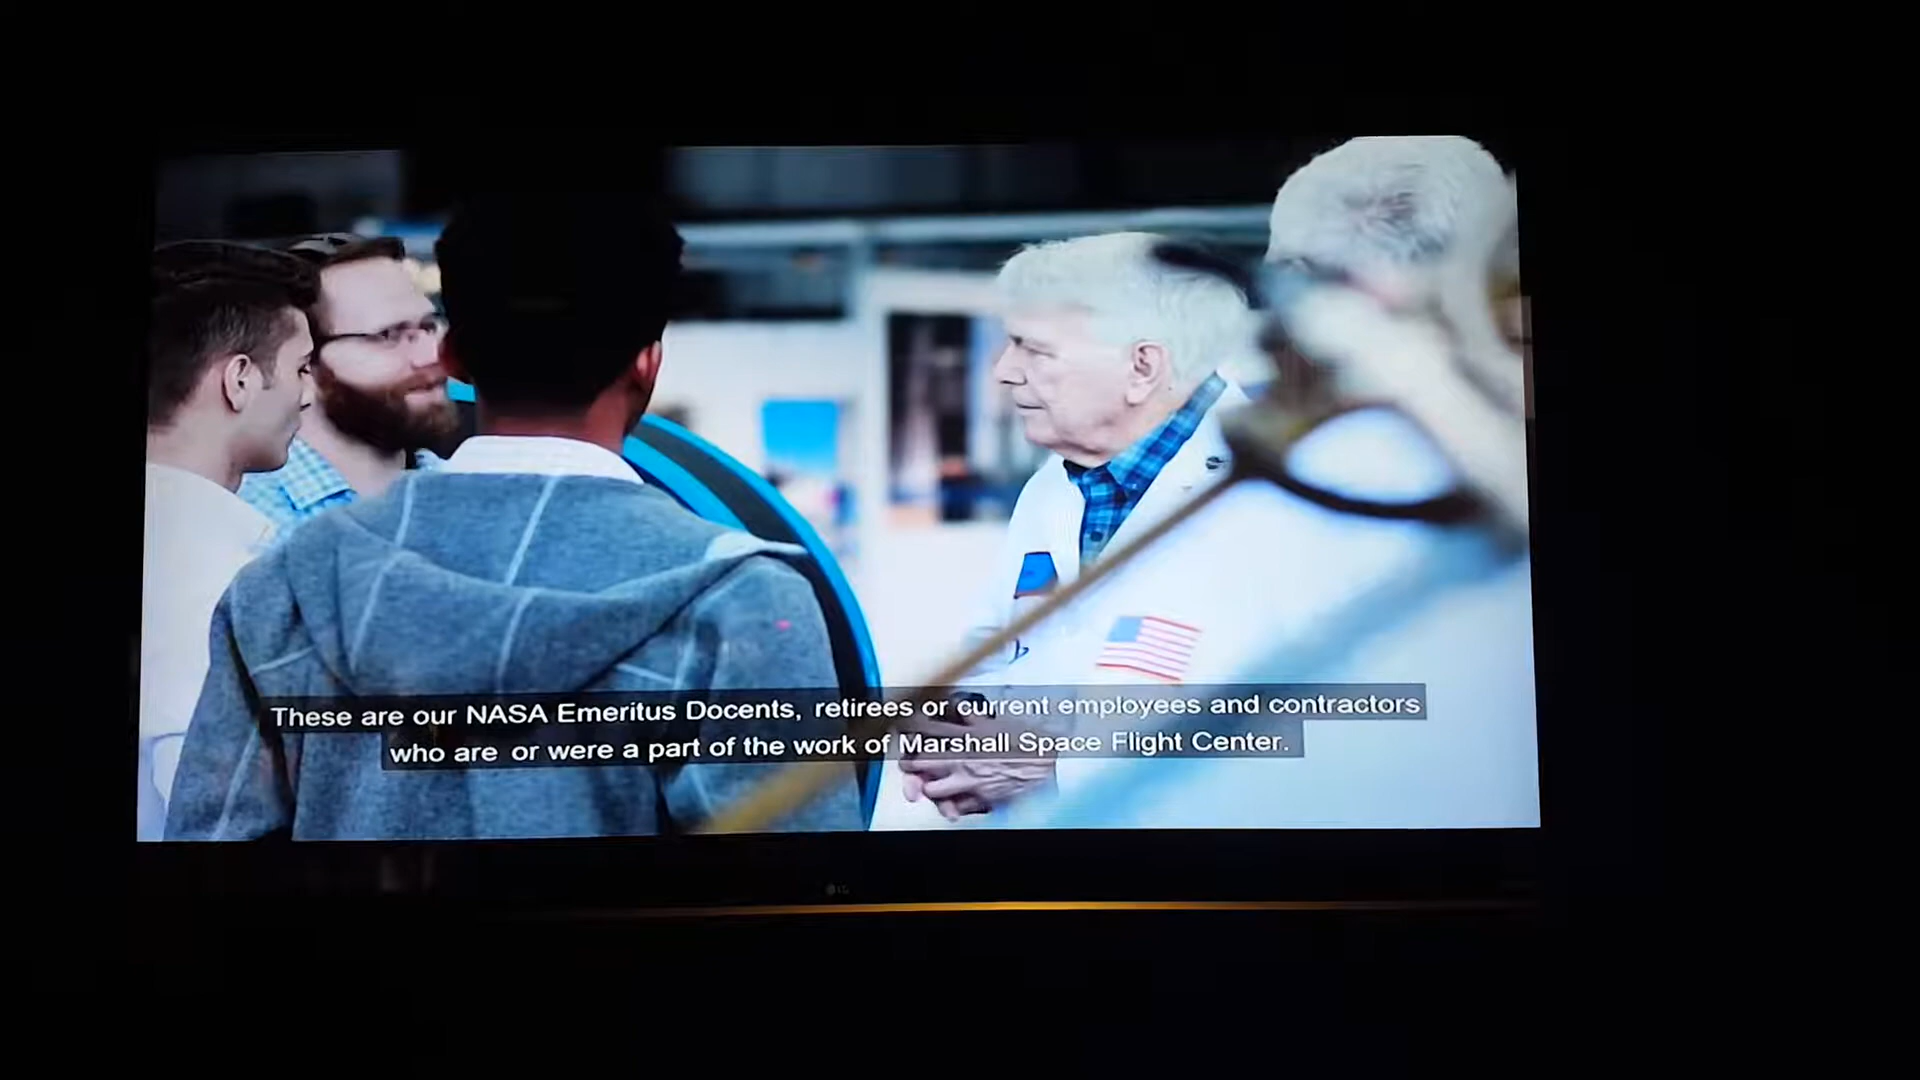 These are our NASA Emeritus Docents, retirees or current employees and contractors
who are or were a part of the work of Marshall Space Flight Center.
LG